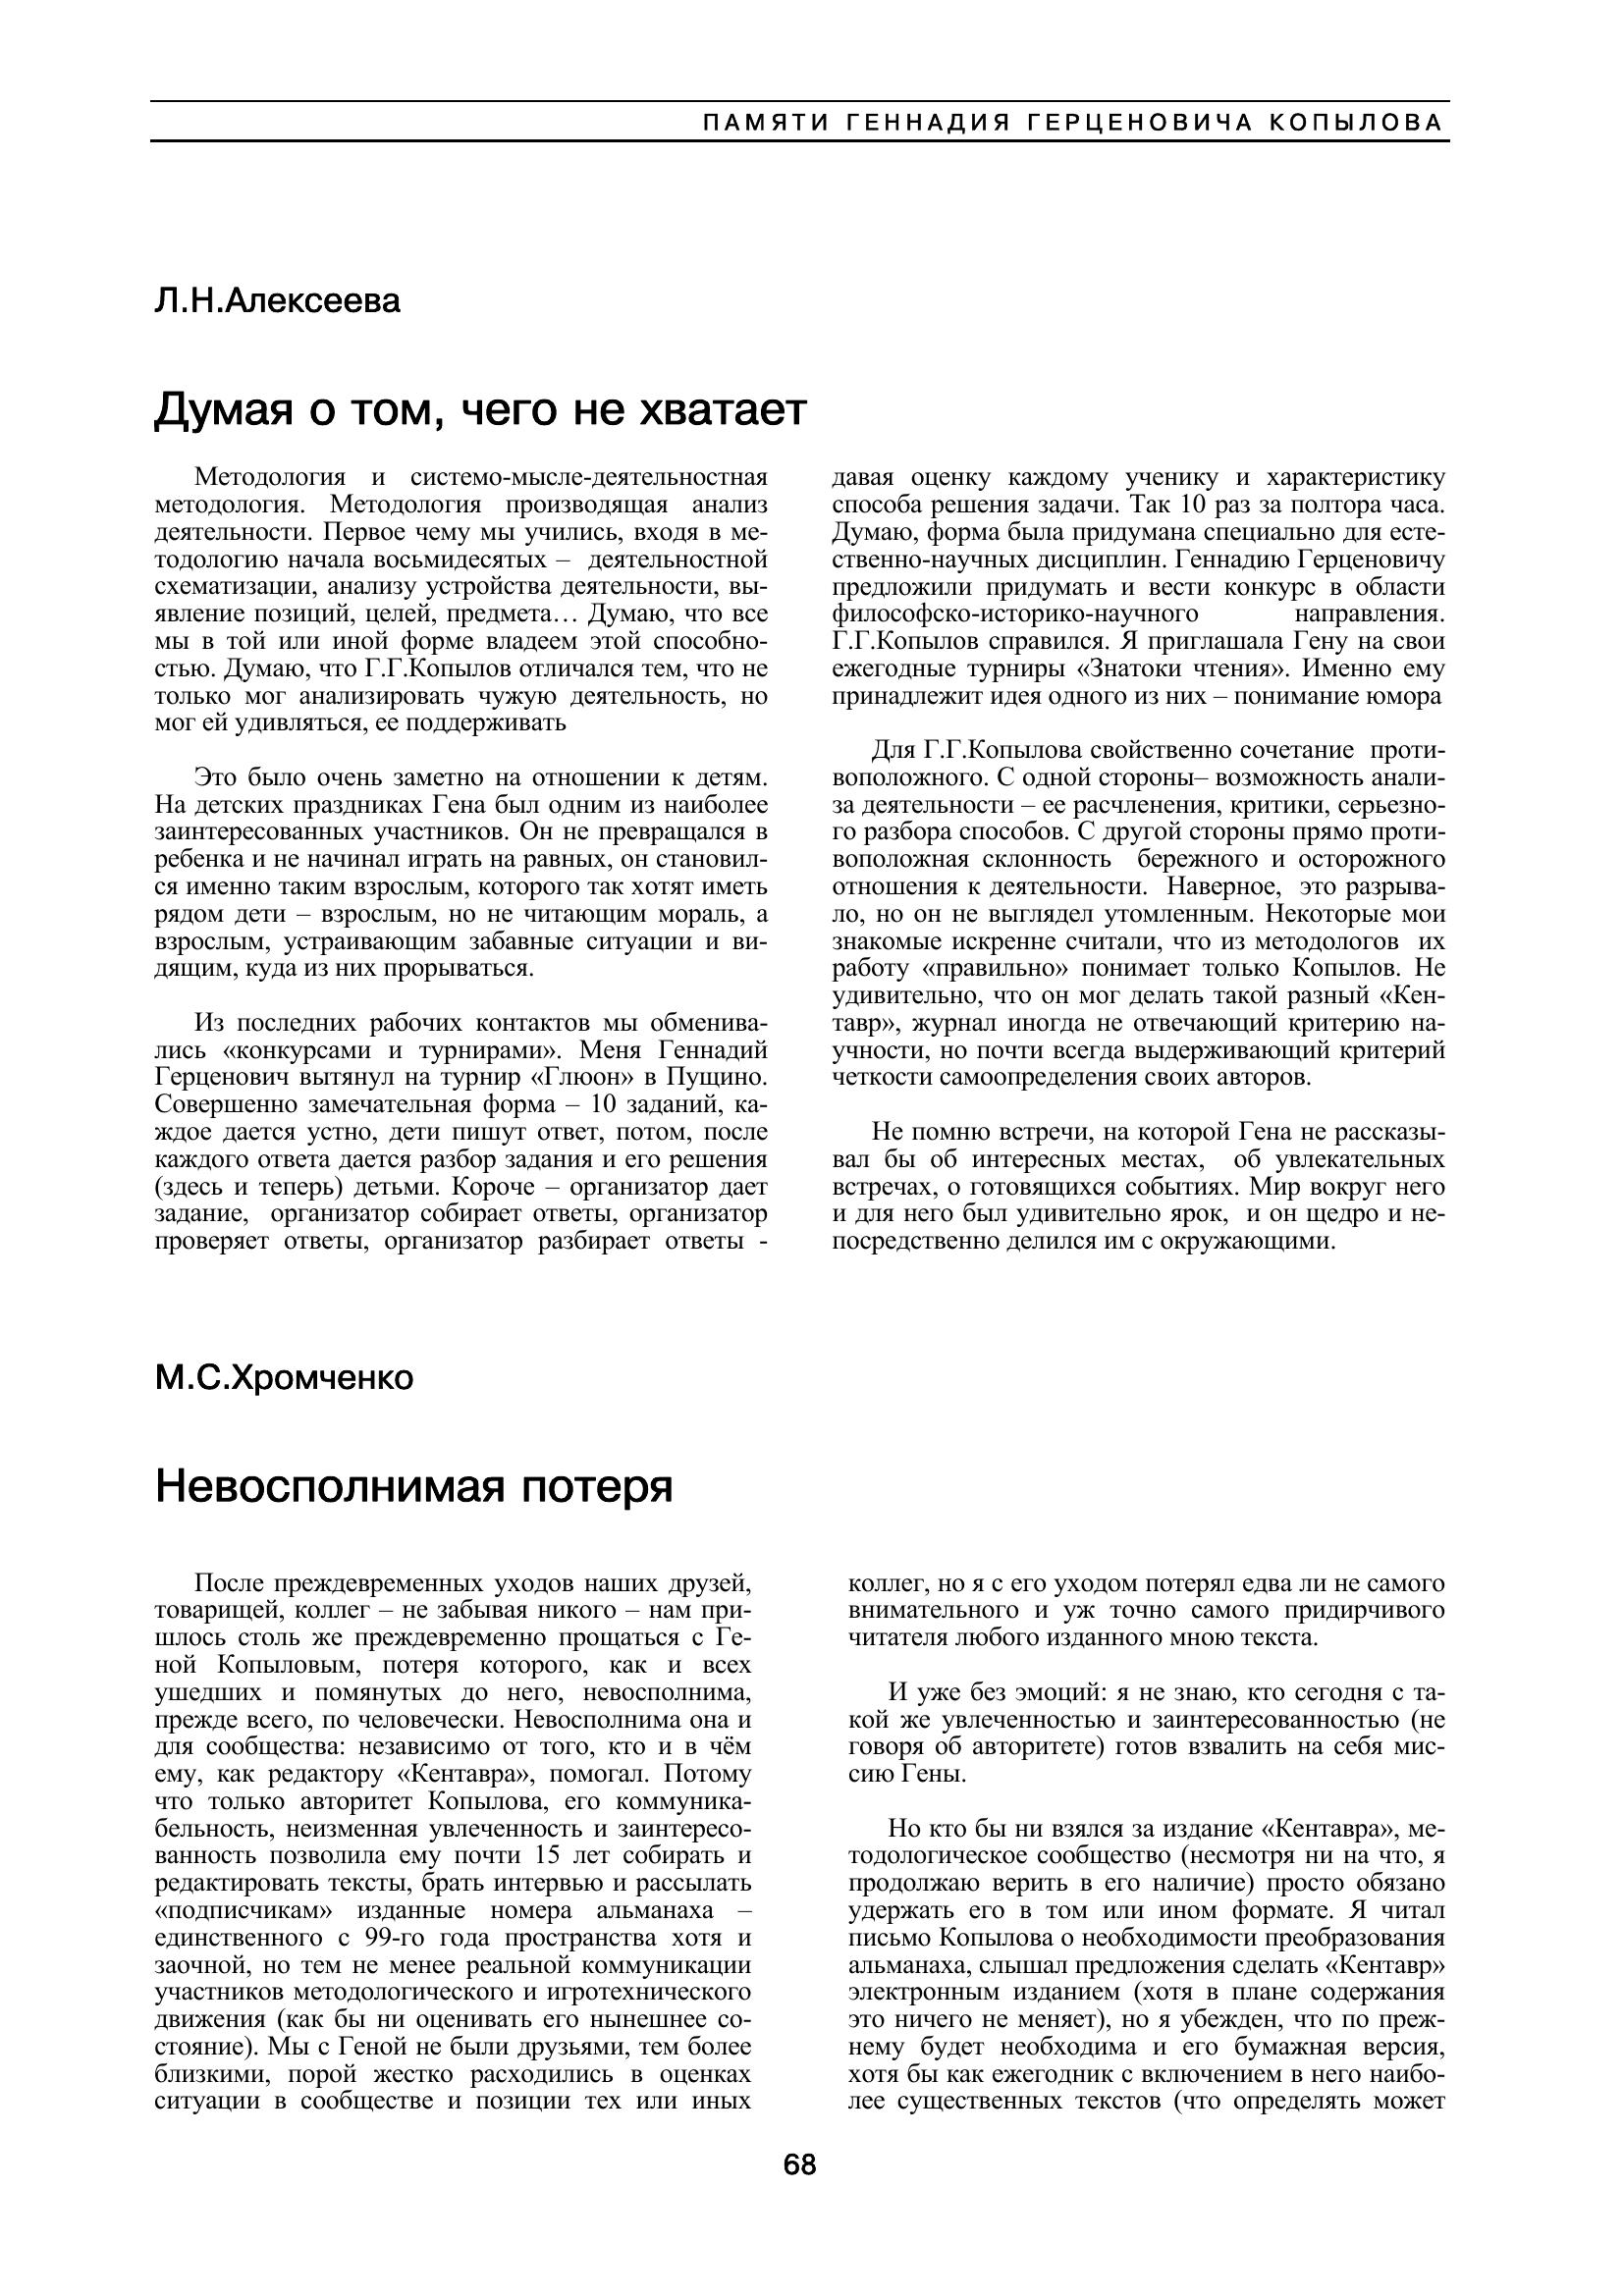 ПАМЯТИ ГЕННАДИЯ ГЕРЦЕНОВИЧА КОПЫЛОВА
Л.Н.Алексеева
Думая о том, чего не хватает
Методология и системо-мысле-деятельностная
методология. Методология производящая анализ
деятельности. Первое чему мы учились, входя в ме-
тодологию начала восьмидесятых – деятельностной
схематизации, анализу устройства деятельности, вы-
явление позиций, целей, предмета… Думаю, что все
мы в той или иной форме владеем этой способно-
стью. Думаю, что Г.Г.Копылов отличался тем, что не
только мог анализировать чужую деятельность, но
мог ей удивляться, ее поддерживать
Это было очень заметно на отношении к детям.
На детских праздниках Гена был одним из наиболее
заинтересованных участников. Он не превращался в
ребенка и не начинал играть на равных, он становил-
ся именно таким взрослым, которого так хотят иметь
рядом дети – взрослым, но не читающим мораль, а
взрослым, устраивающим забавные ситуации и ви-
дящим, куда из них прорываться.
Из последних рабочих контактов мы обменива-
лись «конкурсами и турнирами». Меня Геннадий
Герценович вытянул на турнир «Глюон» в Пущино.
Совершенно замечательная форма – 10 заданий, ка-
ждое дается устно, дети пишут ответ, потом, после
каждого ответа дается разбор задания и его решения
(здесь и теперь) детьми. Короче – организатор дает
задание, организатор собирает ответы, организатор
проверяет ответы, организатор разбирает ответы -
давая оценку каждому ученику и характеристику
способа решения задачи. Так 10 раз за полтора часа.
Думаю, форма была придумана специально для есте-
ственно-научных дисциплин. Геннадию Герценовичу
предложили придумать и вести конкурс в области
философско-историко-научного направления.
Г.Г.Копылов справился. Я приглашала Гену на свои
ежегодные турниры «Знатоки чтения». Именно ему
принадлежит идея одного из них – понимание юмора
Для Г.Г.Копылова свойственно сочетание проти-
воположного. С одной стороны– возможность анали-
за деятельности – ее расчленения, критики, серьезно-
го разбора способов. С другой стороны прямо проти-
воположная склонность бережного и осторожного
отношения к деятельности. Наверное, это разрыва-
ло, но он не выглядел утомленным. Некоторые мои
знакомые искренне считали, что из методологов их
работу «правильно» понимает только Копылов. Не
удивительно, что он мог делать такой разный «Кен-
тавр», журнал иногда не отвечающий критерию на-
учности, но почти всегда выдерживающий критерий
четкости самоопределения своих авторов.
Не помню встречи, на которой Гена не рассказы-
вал бы об интересных местах, об увлекательных
встречах, о готовящихся событиях. Мир вокруг него
и для него был удивительно ярок, и он щедро и не-
посредственно делился им с окружающими.
М.С.Хромченко
Невосполнимая потеря
После преждевременных уходов наших друзей,
товарищей, коллег – не забывая никого – нам при-
шлось столь же преждевременно прощаться с Ге-
ной Копыловым, потеря которого, как и всех
ушедших и помянутых до него, невосполнима,
прежде всего, по человечески. Невосполнима она и
для сообщества: независимо от того, кто и в чём
ему, как редактору «Кентавра», помогал. Потому
что только авторитет Копылова, его коммуника-
бельность, неизменная увлеченность и заинтересо-
ванность позволила ему почти 15 лет собирать и
редактировать тексты, брать интервью и рассылать
«подписчикам» изданные номера альманаха –
единственного с 99-го года пространства хотя и
заочной, но тем не менее реальной коммуникации
участников методологического и игротехнического
движения (как бы ни оценивать его нынешнее со-
стояние). Мы с Геной не были друзьями, тем более
близкими, порой жестко расходились в оценках
ситуации в сообществе и позиции тех или иных
коллег, но я с его уходом потерял едва ли не самого
внимательного и уж точно самого придирчивого
читателя любого изданного мною текста.
И уже без эмоций: я не знаю, кто сегодня с та-
кой же увлеченностью и заинтересованностью (не
говоря об авторитете) готов взвалить на себя мис-
сию Гены.
Но кто бы ни взялся за издание «Кентавра», ме-
тодологическое сообщество (несмотря ни на что, я
продолжаю верить в его наличие) просто обязано
удержать его в том или ином формате. Я читал
письмо Копылова о необходимости преобразования
альманаха, слышал предложения сделать «Кентавр»
электронным изданием (хотя в плане содержания
это ничего не меняет), но я убежден, что по преж-
нему будет необходима и его бумажная версия,
хотя бы как ежегодник с включением в него наибо-
лее существенных текстов (что определять может
68